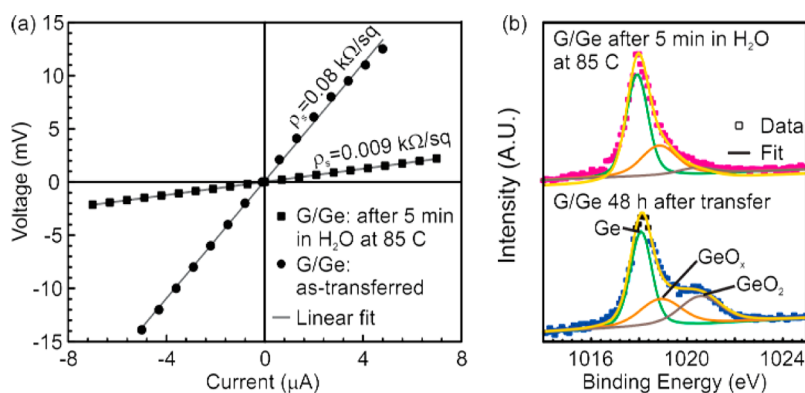 (a)
15
10
5
0
-5
-10
-15
Voltage (mV)
-8
-4
0
4
8
Current (μA)
ρs=0.08 kΩ/sq
ρs=0.009 kΩ/sq
G/Ge: after 5 min
in H2O at 85 C
G/Ge:
as-transferred
Linear fit
(b)
G/Ge after 5 min in H2O
at 85 C
Data
Fit
G/Ge 48 h after transfer
Ge
GeOx
GeO2
Intensity (A.U.)
1016
1020
1024
Binding Energy (eV)